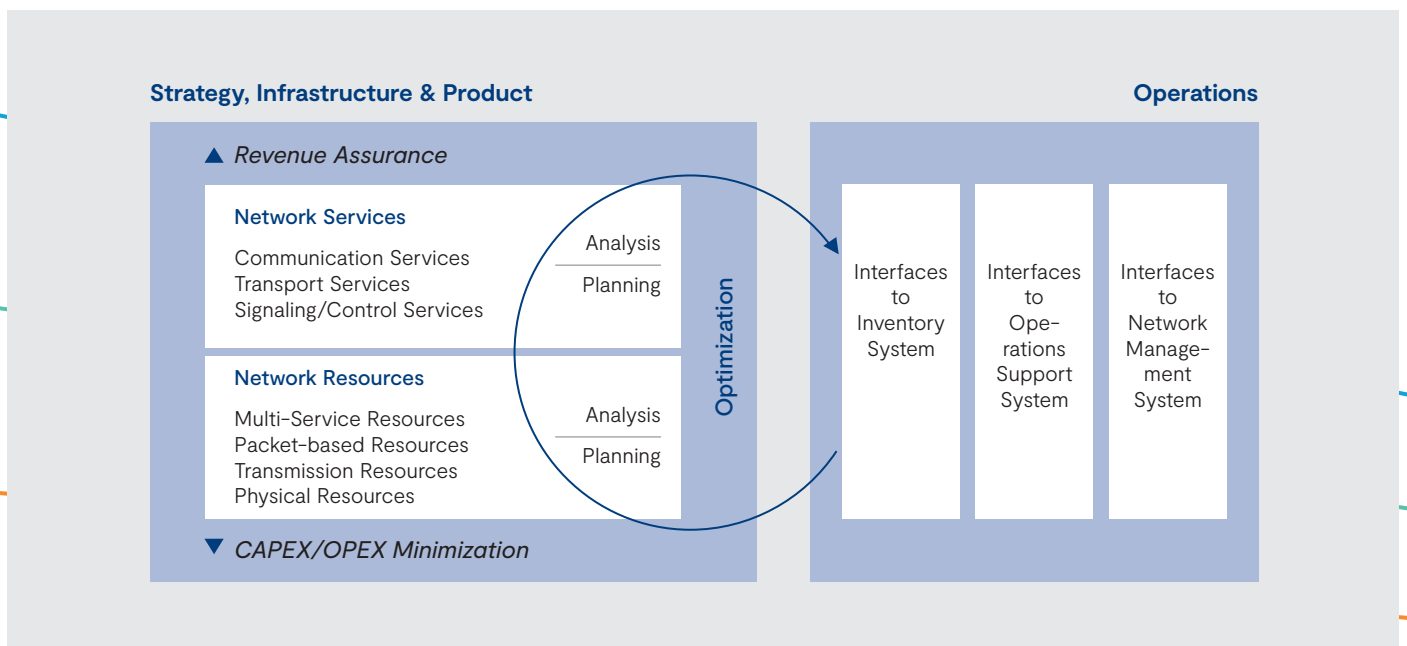 Strategy, Infrastructure & Product
Operations
Revenue Assurance
Network Services
Communication Services
Transport Services
Signaling/Control Services
Analysis
Planning
Network Resources
Multi-Service Resources
Packet-based Resources
Transmission Resources
Physical Resources
Analysis
Planning
CAPEX/OPEX Minimization
Optimization
Interfaces
to
Inventory
System
Interfaces
to
Ope-
rations
Support
System
Interfaces
to
Network
Manage-
ment
System